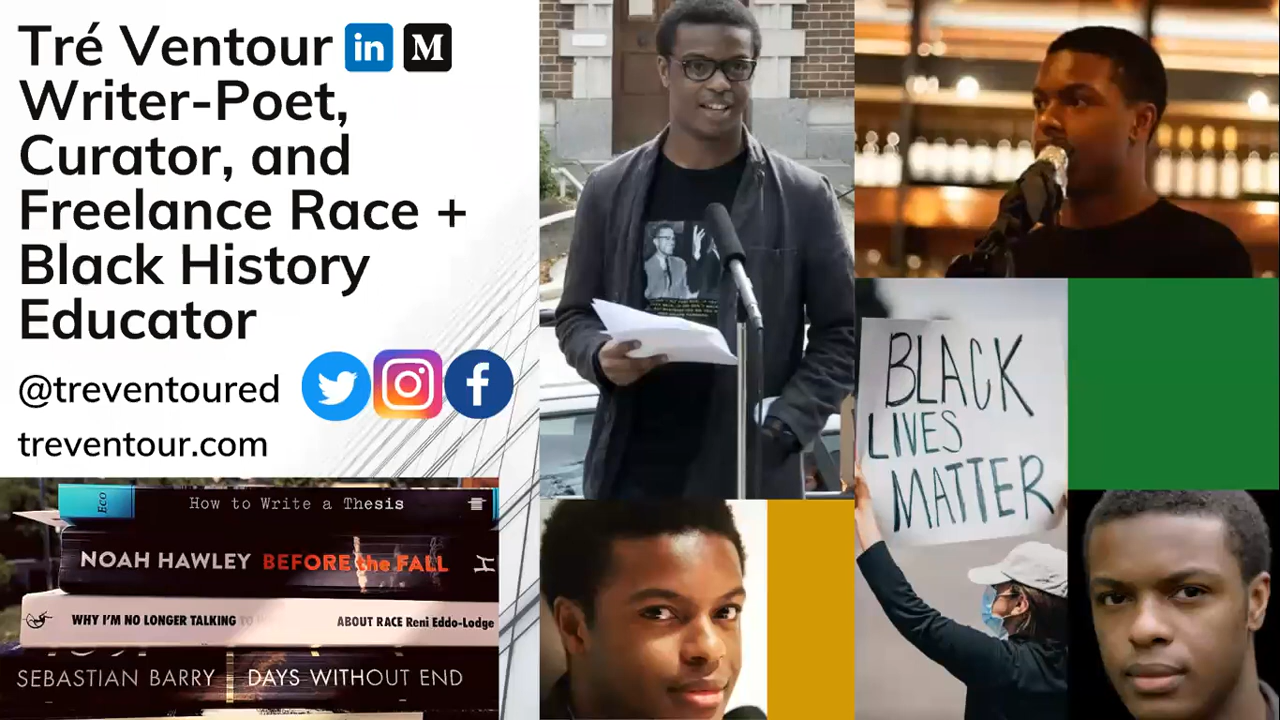 Tré Ventour in M
Writer-Poet,
Curator, and
Freelance Race +
Black History
Educator
@treventoured
treventour.com
Eco
How to Write a Thesis
NOAH HAWLEY BEFORE the FALL
WHY I'M NO LONGER TALKING TO
ABOUT RACE Reni Eddo-Lodge
SEBASTIAN BARRY DAYS WITHOUT END
BLACK
LIVES
MATTER